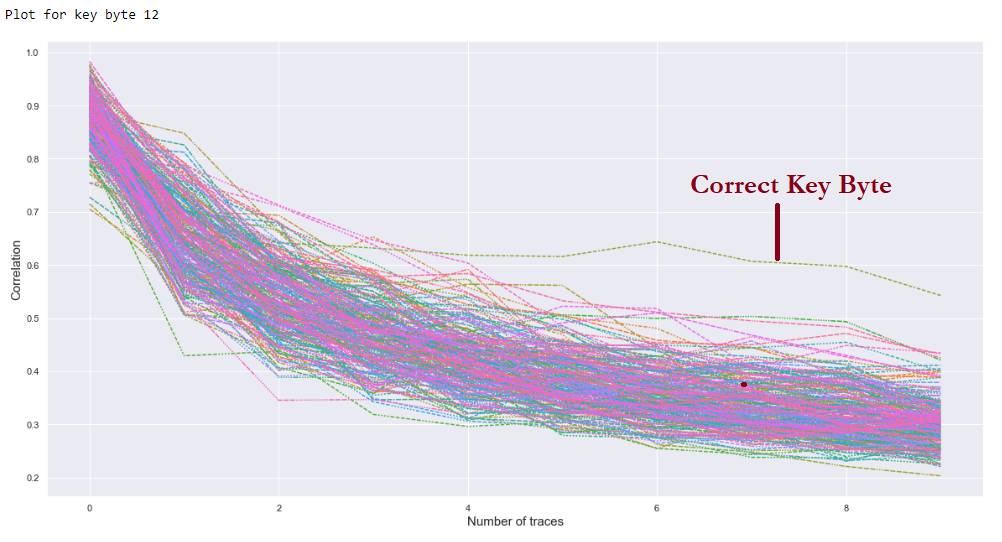 Plot for key byte 12
1.0
0.9
0.8
0.7
0.6
0.5
0.4
0.3
0.2
Correlation
Correct Key Byte
0 2 4 6 8
Number of traces